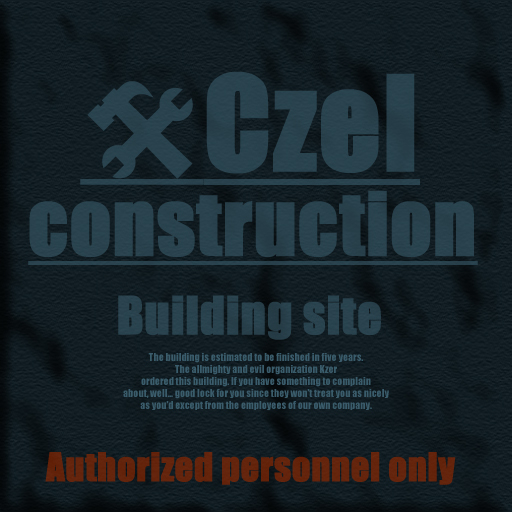 Czel
construction
Building site
The building is estimated to be finished in five years.
The allmighty and evil organization Kzer
ordered this building. If you have something to complain
about, well... good lock for you since they won't treat you as nicely
as you'd except from the employees of our own company.
Authorized personnel only